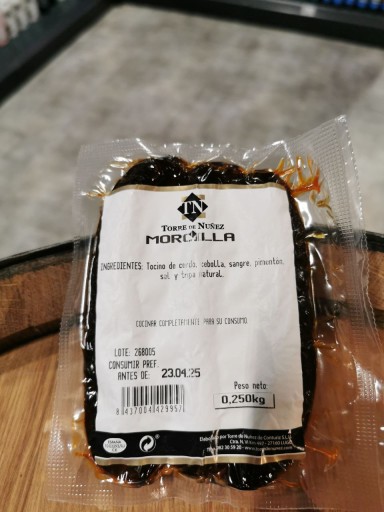 TN
TORRE DE NUÑEZ
MORCILLA
INGREDIENTES: Tocino de cerdo, cebolla, sangre, pimentón,
sal y tripa natural.
COCINAR COMPLETAMENTE PARA SU CONSUMO
LOTE: 268005
CONSUMIR PREF.
ANTES DE: 23.04.25
Peso neto:
0,250kg
8437004042995